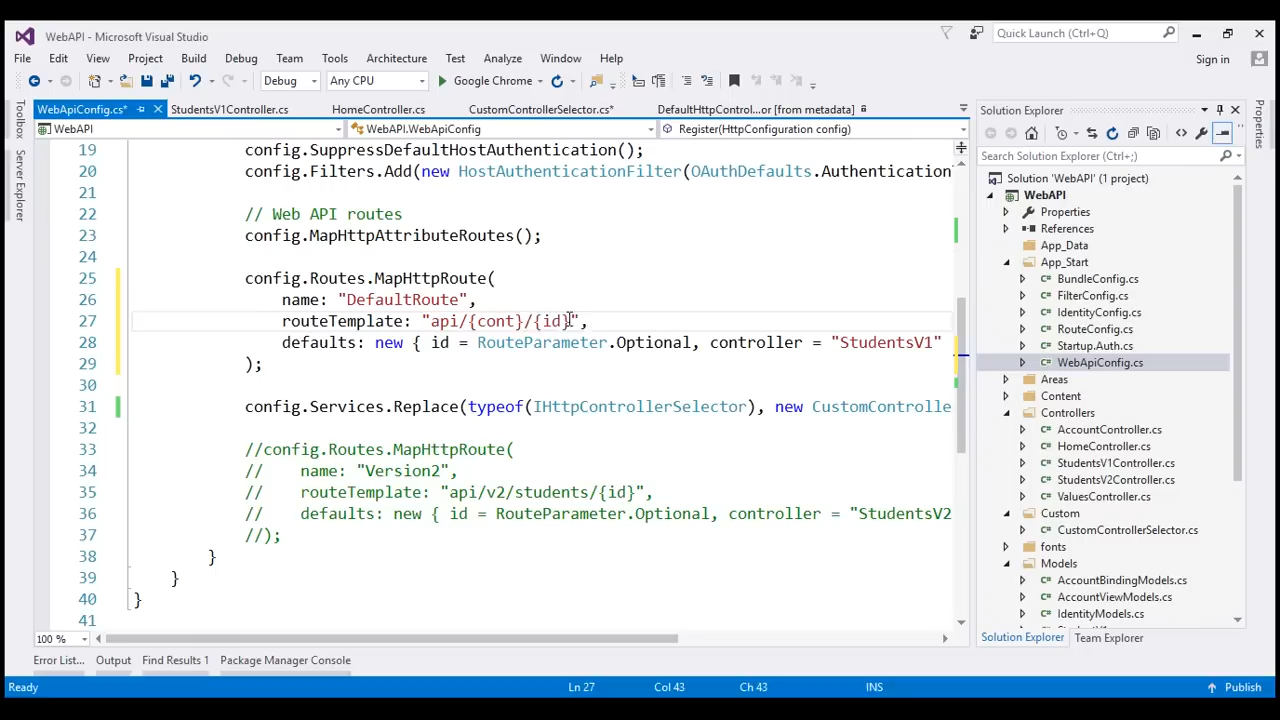 WebAPI - Microsoft Visual Studio
Quick Launch (Ctrl+Q)
File Edit View Project Build Debug Team Tools Architecture Test Analyze Window Help
Sign in
Debug Any CPU Google Chrome
WebApiConfig.cs* StudentsV1Controller.cs HomeController.cs CustomControllerSelector.cs* DefaultHttpControl...or [from metadata]
WebAPI WebAPI.WebApiConfig Register(HttpConfiguration config)
Toolbox
Server Explorer
19 config.SuppressDefaultHostAuthentication();
20 config.Filters.Add(new HostAuthenticationFilter(OAuthDefaults.Authentication
21
22 // Web API routes
23 config.MapHttpAttributeRoutes();
24
25 config.Routes.MapHttpRoute(
26 name: "DefaultRoute",
27 routeTemplate: "api/{cont}/{id}",
28 defaults: new { id = RouteParameter.Optional, controller = "StudentsV1"
29 );
30
31 config.Services.Replace(typeof(IHttpControllerSelector), new CustomControlle
32
33 //config.Routes.MapHttpRoute(
34 // name: "Version2",
35 // routeTemplate: "api/v2/students/{id}",
36 // defaults: new { id = RouteParameter.Optional, controller = "StudentsV2
37 //);
38 }
39 }
40 }
41
100 %
Solution Explorer
Search Solution Explorer (Ctrl+;)
Solution 'WebAPI' (1 project)
WebAPI
Properties
References
App_Data
App_Start
BundleConfig.cs
FilterConfig.cs
IdentityConfig.cs
RouteConfig.cs
Startup.Auth.cs
WebApiConfig.cs
Areas
Content
Controllers
AccountController.cs
HomeController.cs
StudentsV1Controller.cs
StudentsV2Controller.cs
ValuesController.cs
Custom
CustomControllerSelector.cs
fonts
Models
AccountBindingModels.cs
AccountViewModels.cs
IdentityModels.cs
Solution Explorer Team Explorer
Properties
Error List... Output Find Results 1 Package Manager Console
Ready Ln 27 Col 43 Ch 43 INS Publish